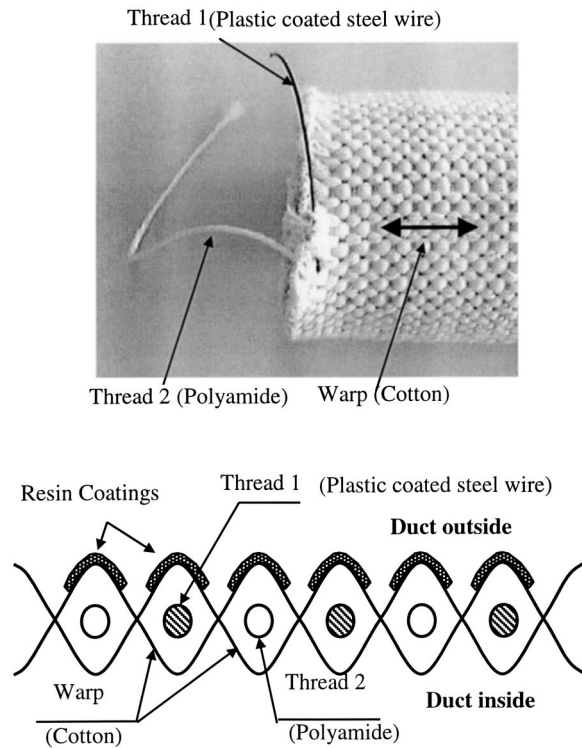 Thread 1 (Plastic coated steel wire)
Thread 2 (Polyamide)
Warp (Cotton)
Thread 1 (Plastic coated steel wire)
Resin Coatings
Duct outside
Warp
Thread 2
Duct inside
(Cotton)
(Polyamide)